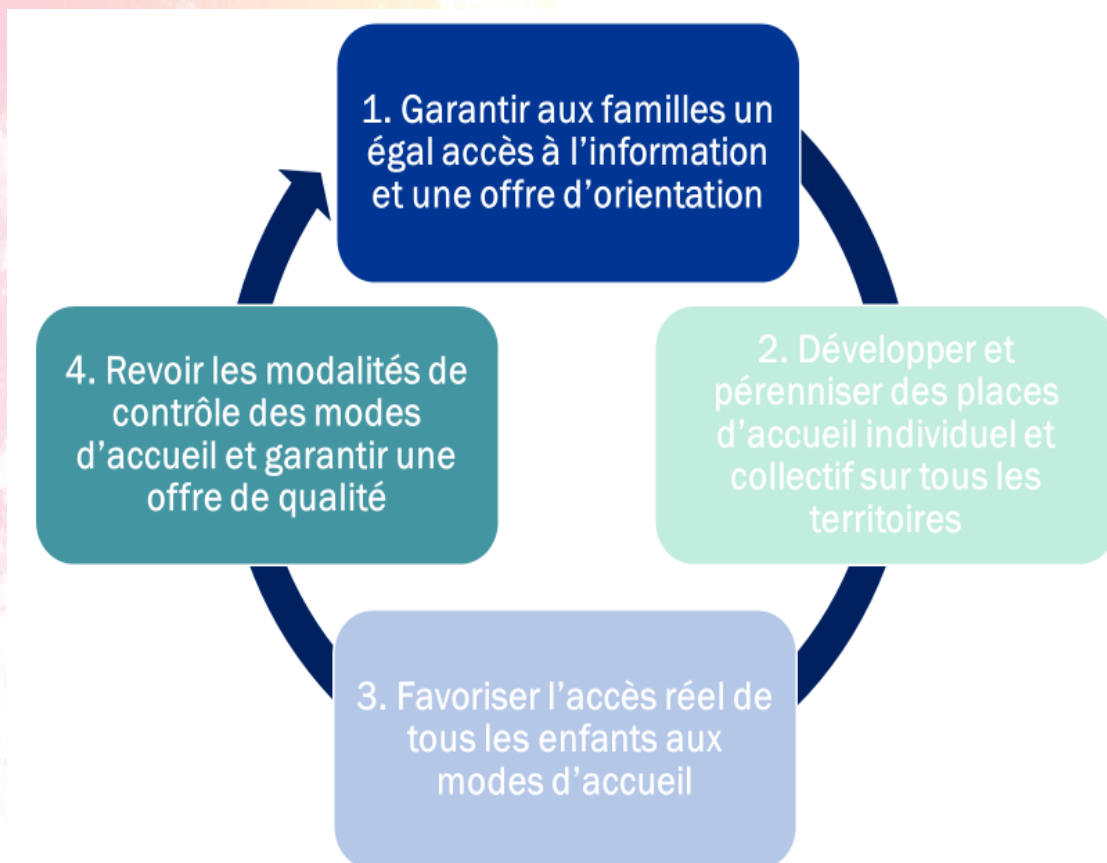 1. Garantir aux familles un
égal accès à l’information
et une offre d’orientation
2. Développer et
pérenniser des places
d’accueil individuel et
collectif sur tous les
territoires
3. Favoriser l’accès réel de
tous les enfants aux
modes d’accueil
4. Revoir les modalités de
contrôle des modes
d’accueil et garantir une
offre de qualité